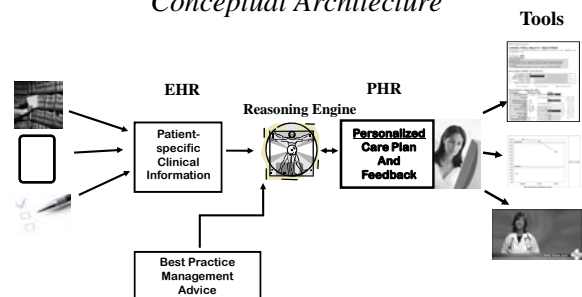 Conceptual Architecture
Tools
EHR
PHR
Reasoning Engine
Patient-
specific
Clinical
Information
Personalized
Care Plan
And
Feedback
Best Practice
Management
Advice